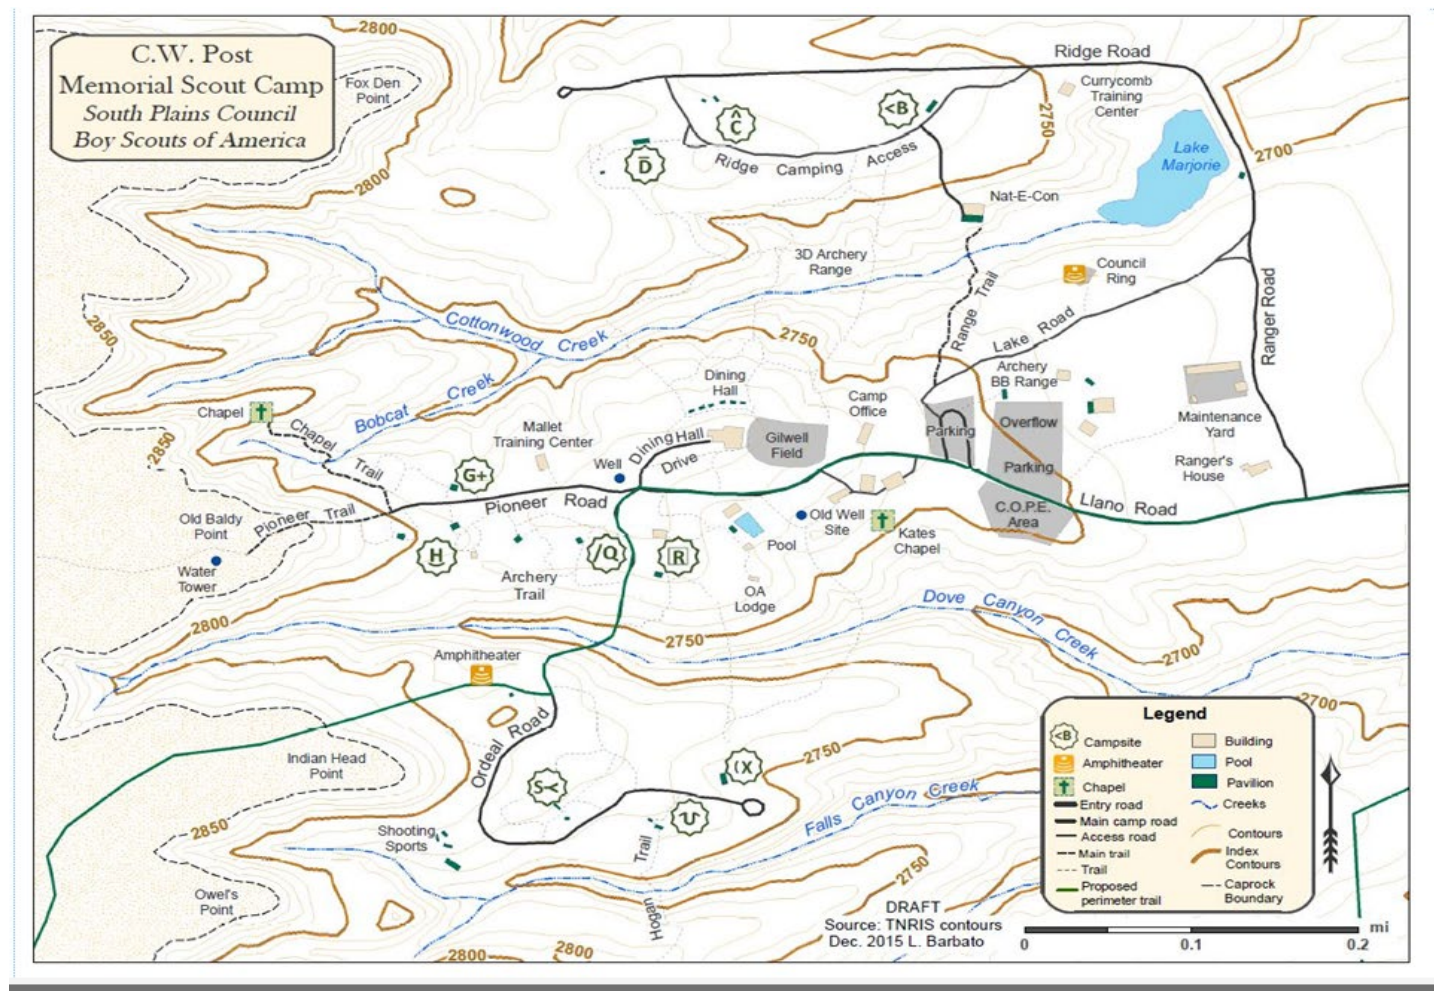 C.W. Post
Memorial Scout Camp
South Plains Council
Boy Scouts of America
2800
Fox Den
Point
2800
Ridge Road
Currycomb
Training
Center
2750
2700
Lake
Marjorie
<B
Ĉ
D̅
Ridge Camping Access
Nat-E-Con
3D Archery
Range
Council
Ring
Range Trail
Lake Road
Ranger Road
2850
Cottonwood Creek
2750
Bobcat Creek
Chapel
Chapel Trail
2850
Dining
Hall
Camp
Office
Archery
BB Range
Overflow
Parking
Parking
Maintenance
Yard
Ranger's
House
Mallet
Training Center
Dining Hall
Drive
Gilwell
Field
Well
G+
Pioneer Road
Pioneer Trail
Old Baldy
Point
Water
Tower
Llano Road
C.O.P.E.
Area
Old Well
Site
Kates
Chapel
Pool
OA
Lodge
H
/Q
R
Archery
Trail
2800
2750
Dove Canyon Creek
2700
2700
Amphitheater
Indian Head
Point
Ordeal Road
2750
(X
S-<
Falls Canyon Creek
2850
Shooting
Sports
Hogan Trail
Owel's
Point
2750
2800
2800
DRAFT
Source: TNRIS contours
Dec. 2015 L. Barbato
Legend
<B
Campsite
Amphitheater
Chapel
Entry road
Main camp road
Access road
Main trail
Trail
Proposed
perimeter trail
Building
Pool
Pavilion
Creeks
Contours
Index
Contours
Caprock
Boundary
mi
0
0.1
0.2